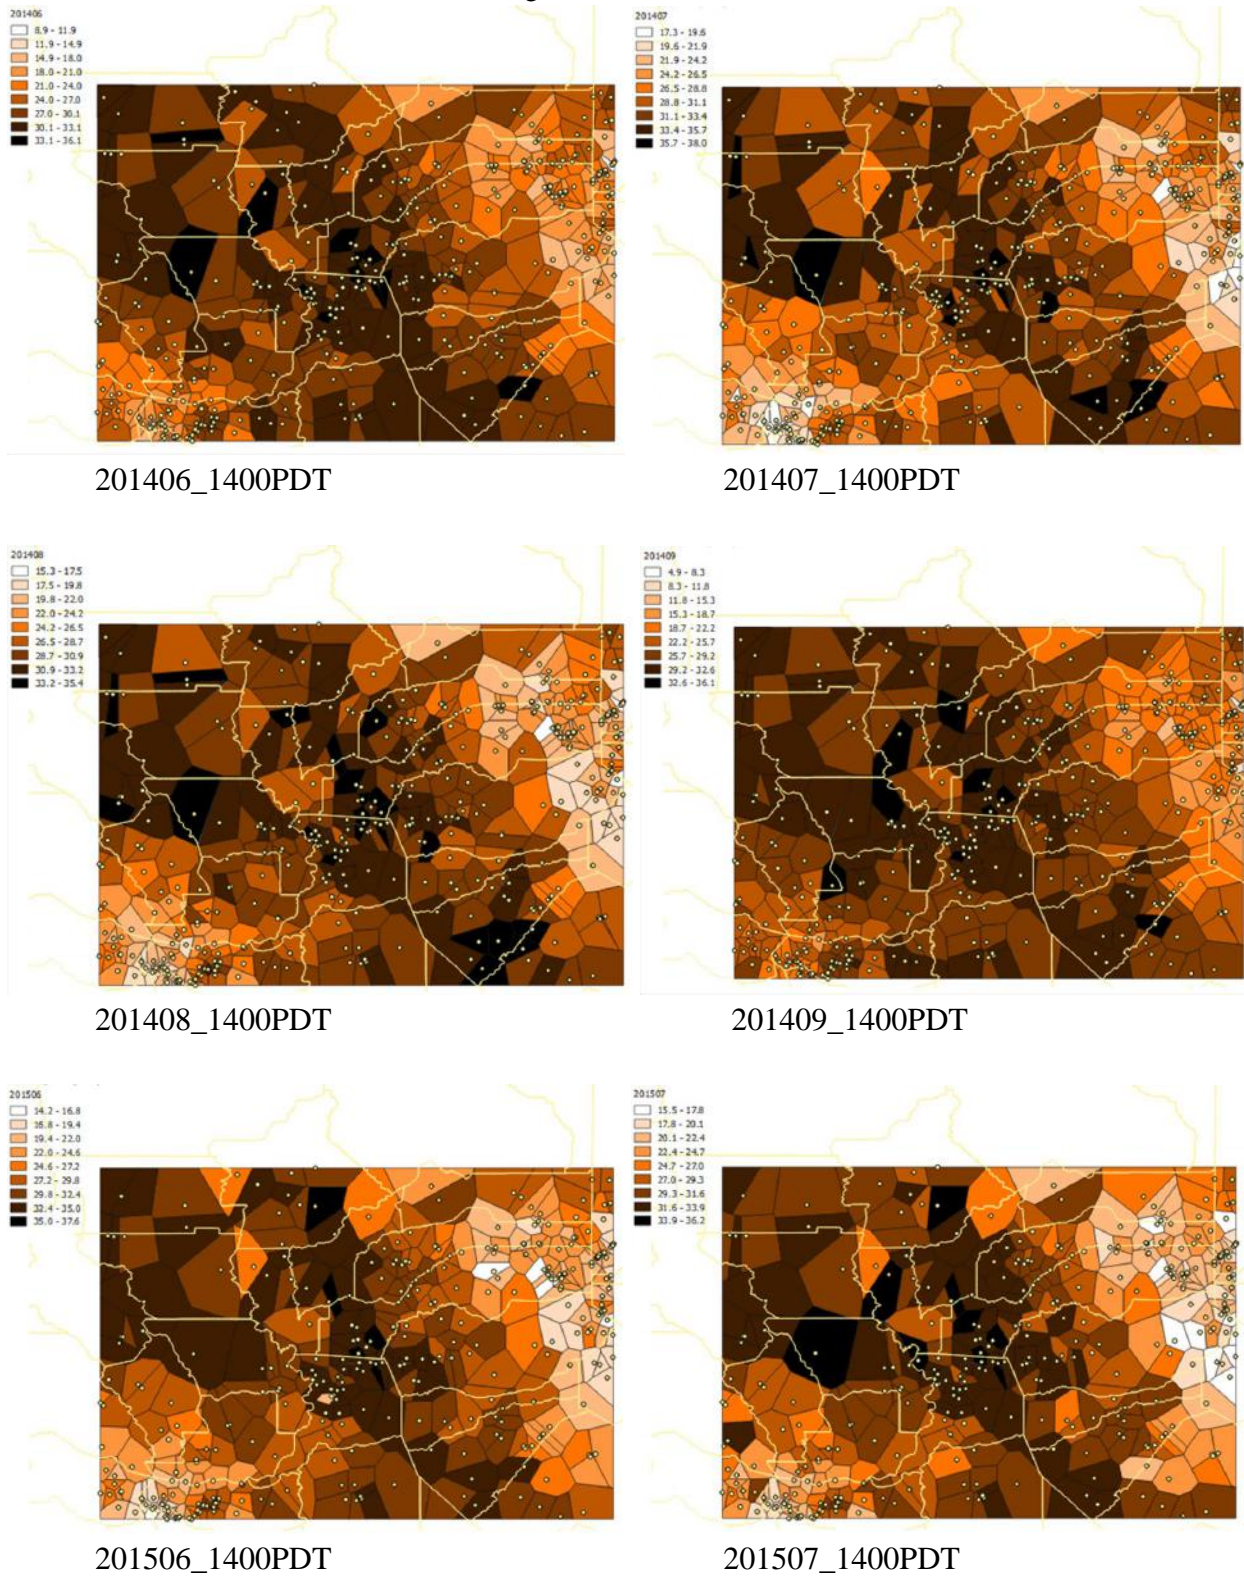 201406
8.9 - 11.9
11.9 - 14.9
14.9 - 18.0
18.0 - 21.0
21.0 - 24.0
24.0 - 27.0
27.0 - 30.1
30.1 - 33.1
33.1 - 36.1
201406_1400PDT
201407
17.3 - 19.6
19.6 - 21.9
21.9 - 24.2
24.2 - 26.5
26.5 - 28.8
28.8 - 31.1
31.1 - 33.4
33.4 - 35.7
35.7 - 38.0
201407_1400PDT
201408
15.3 - 17.5
17.5 - 19.8
19.8 - 22.0
22.0 - 24.2
24.2 - 26.5
26.5 - 28.7
28.7 - 30.9
30.9 - 33.2
33.2 - 35.4
201408_1400PDT
201409
4.9 - 8.3
8.3 - 11.8
11.8 - 15.3
15.3 - 18.7
18.7 - 22.2
22.2 - 25.7
25.7 - 29.2
29.2 - 32.6
32.6 - 36.1
201409_1400PDT
201506
14.2 - 16.8
16.8 - 19.4
19.4 - 22.0
22.0 - 24.6
24.6 - 27.2
27.2 - 29.8
29.8 - 32.4
32.4 - 35.0
35.0 - 37.6
201506_1400PDT
201507
15.5 - 17.8
17.8 - 20.1
20.1 - 22.4
22.4 - 24.7
24.7 - 27.0
27.0 - 29.3
29.3 - 31.6
31.6 - 33.9
33.9 - 36.2
201507_1400PDT